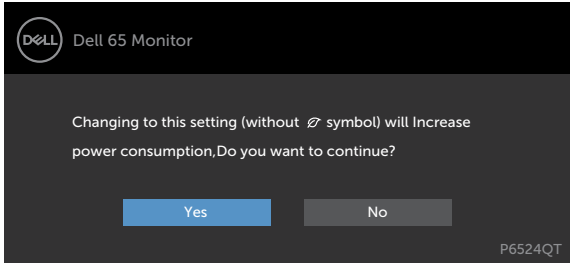 DELL
Dell 65 Monitor
Changing to this setting (without symbol) will Increase
power consumption,Do you want to continue?
Yes
No
P6524QT